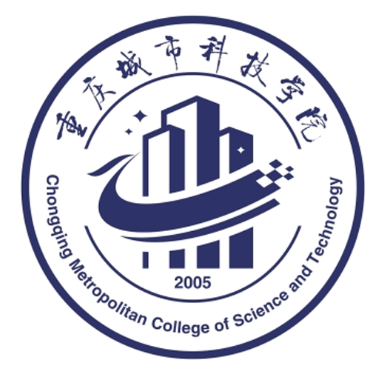 重庆城市科技学院
2005
Chongqing Metropolitan College of Science and Technology